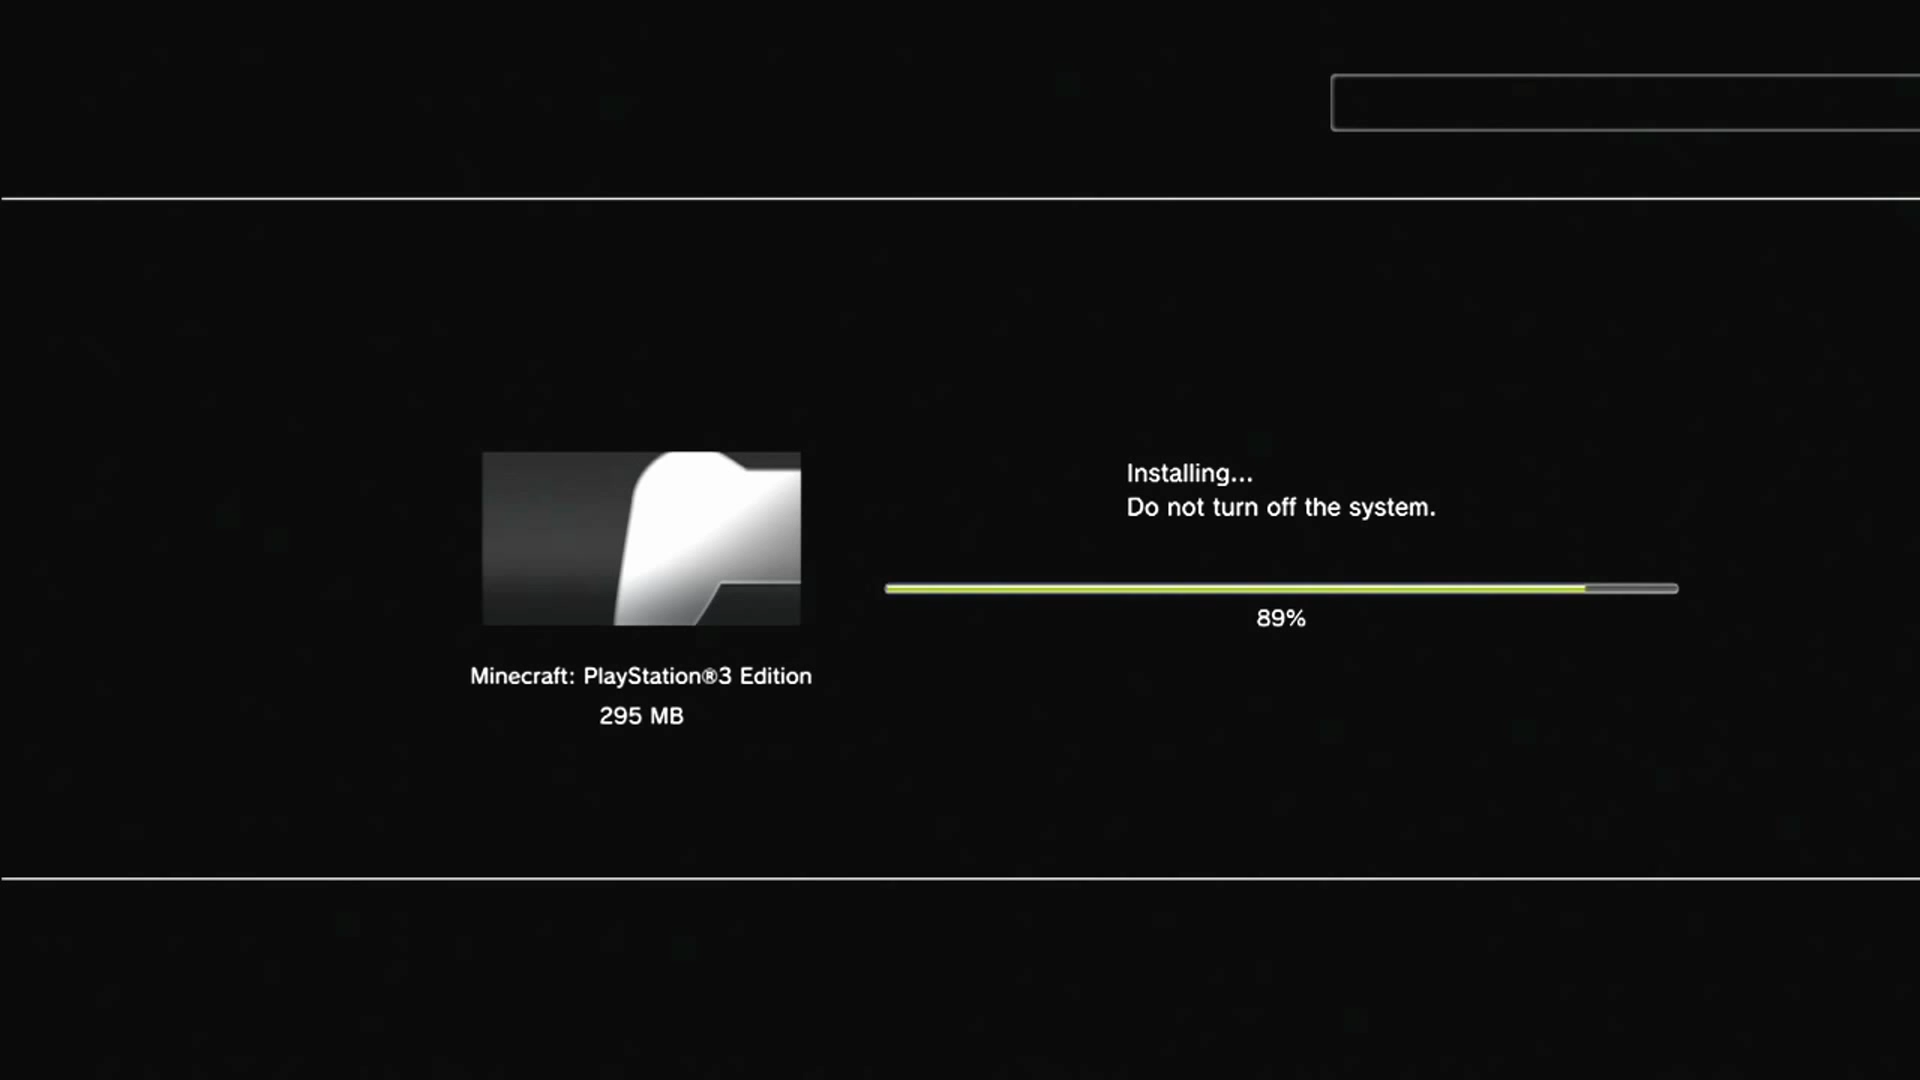 Installing...
Do not turn off the system.
89%
Minecraft: PlayStation®3 Edition
295 MB